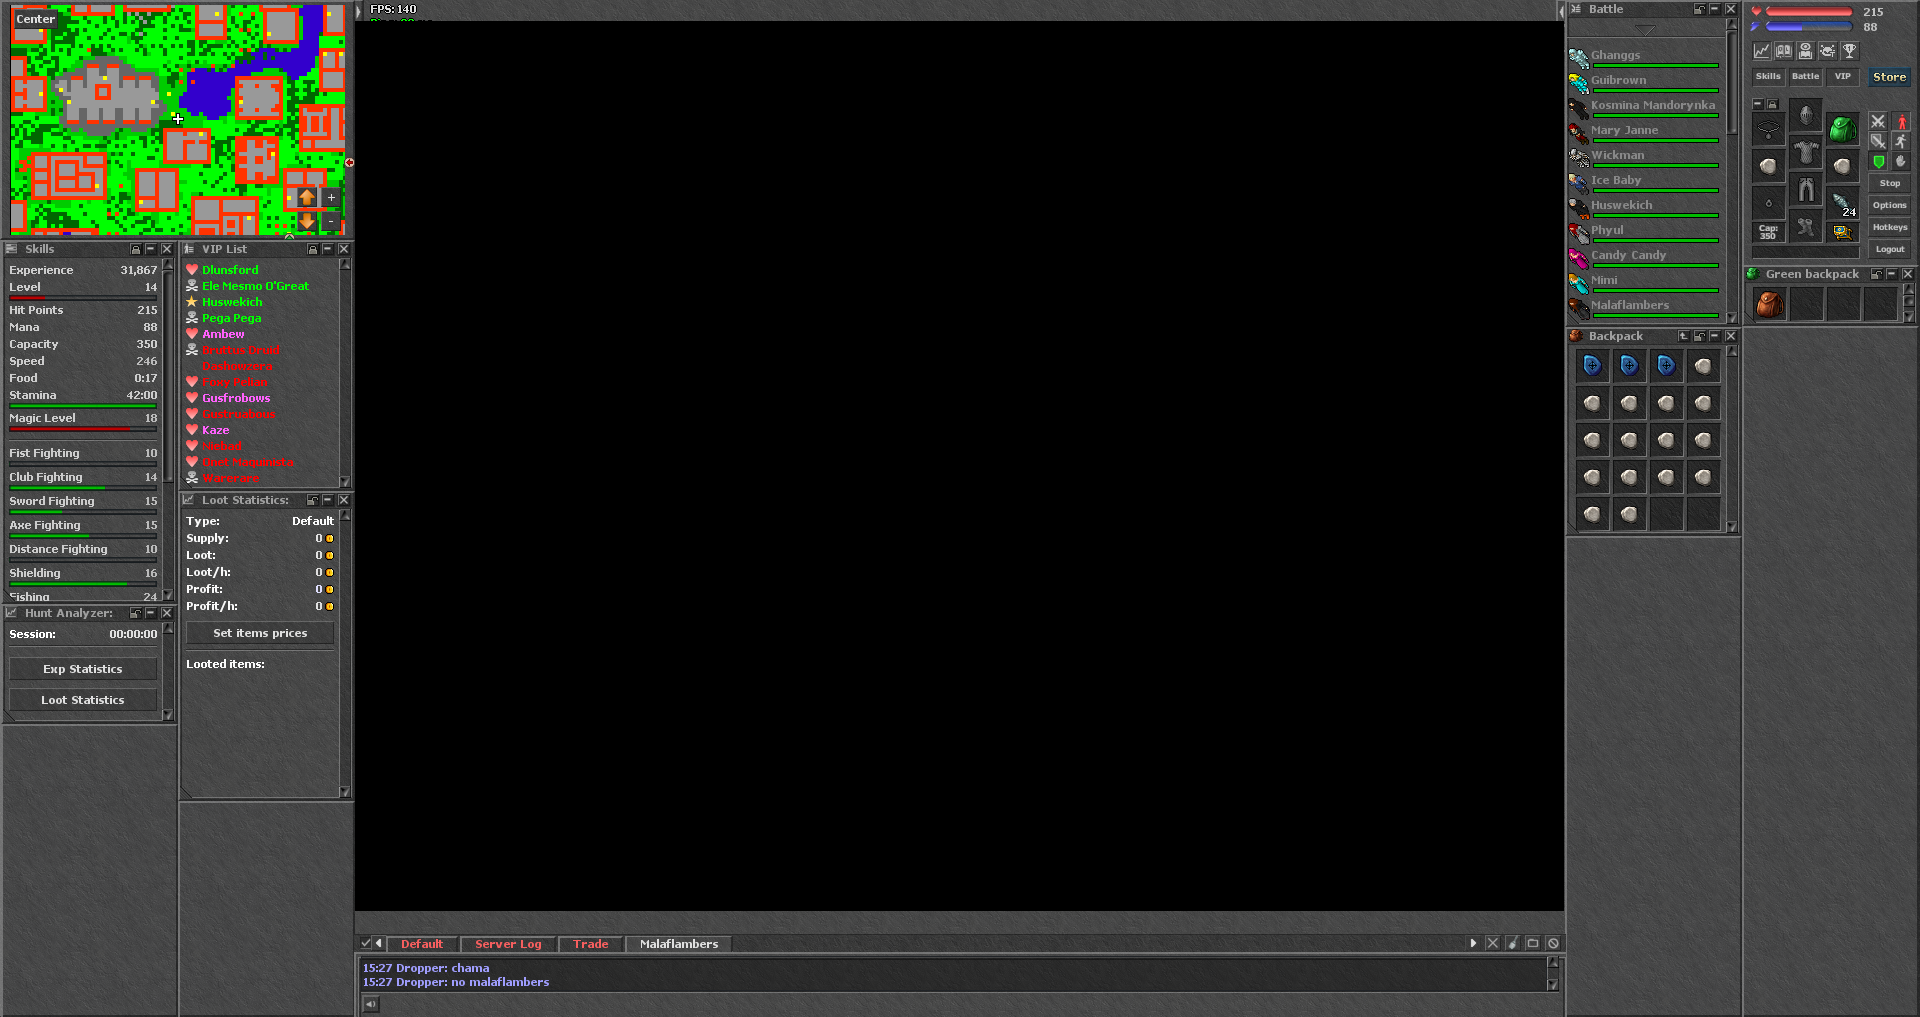 Center
FPS: 140
Skills
Experience 31,867
Level 14
Hit Points 215
Mana 88
Capacity 350
Speed 246
Food 0:17
Stamina 42:00
Magic Level 18
Fist Fighting 10
Club Fighting 14
Sword Fighting 15
Axe Fighting 15
Distance Fighting 10
Shielding 16
Fishing 24
Hunt Analyzer:
Session: 00:00:00
Exp Statistics
Loot Statistics
VIP List
Dlunsford
Ele Mesmo O'Great
Huswekich
Pega Pega
Ambew
Gusfrobows
Kaze
Loot Statistics:
Type: Default
Supply: 0
Loot: 0
Loot/h: 0
Profit: 0
Profit/h: 0
Set items prices
Looted items:
Default
Server Log
Trade
Malaflambers
15:27 Dropper: chama
15:27 Dropper: no malaflambers
Battle
Ghanggs
Guibrown
Kosmina Mandorynka
Mary Janne
Wickman
Ice Baby
Huswekich
Phyul
Candy Candy
Mimi
Malaflambers
Backpack
215
88
Skills
Battle
VIP
Store
24
Cap:
350
Stop
Options
Hotkeys
Logout
Green backpack